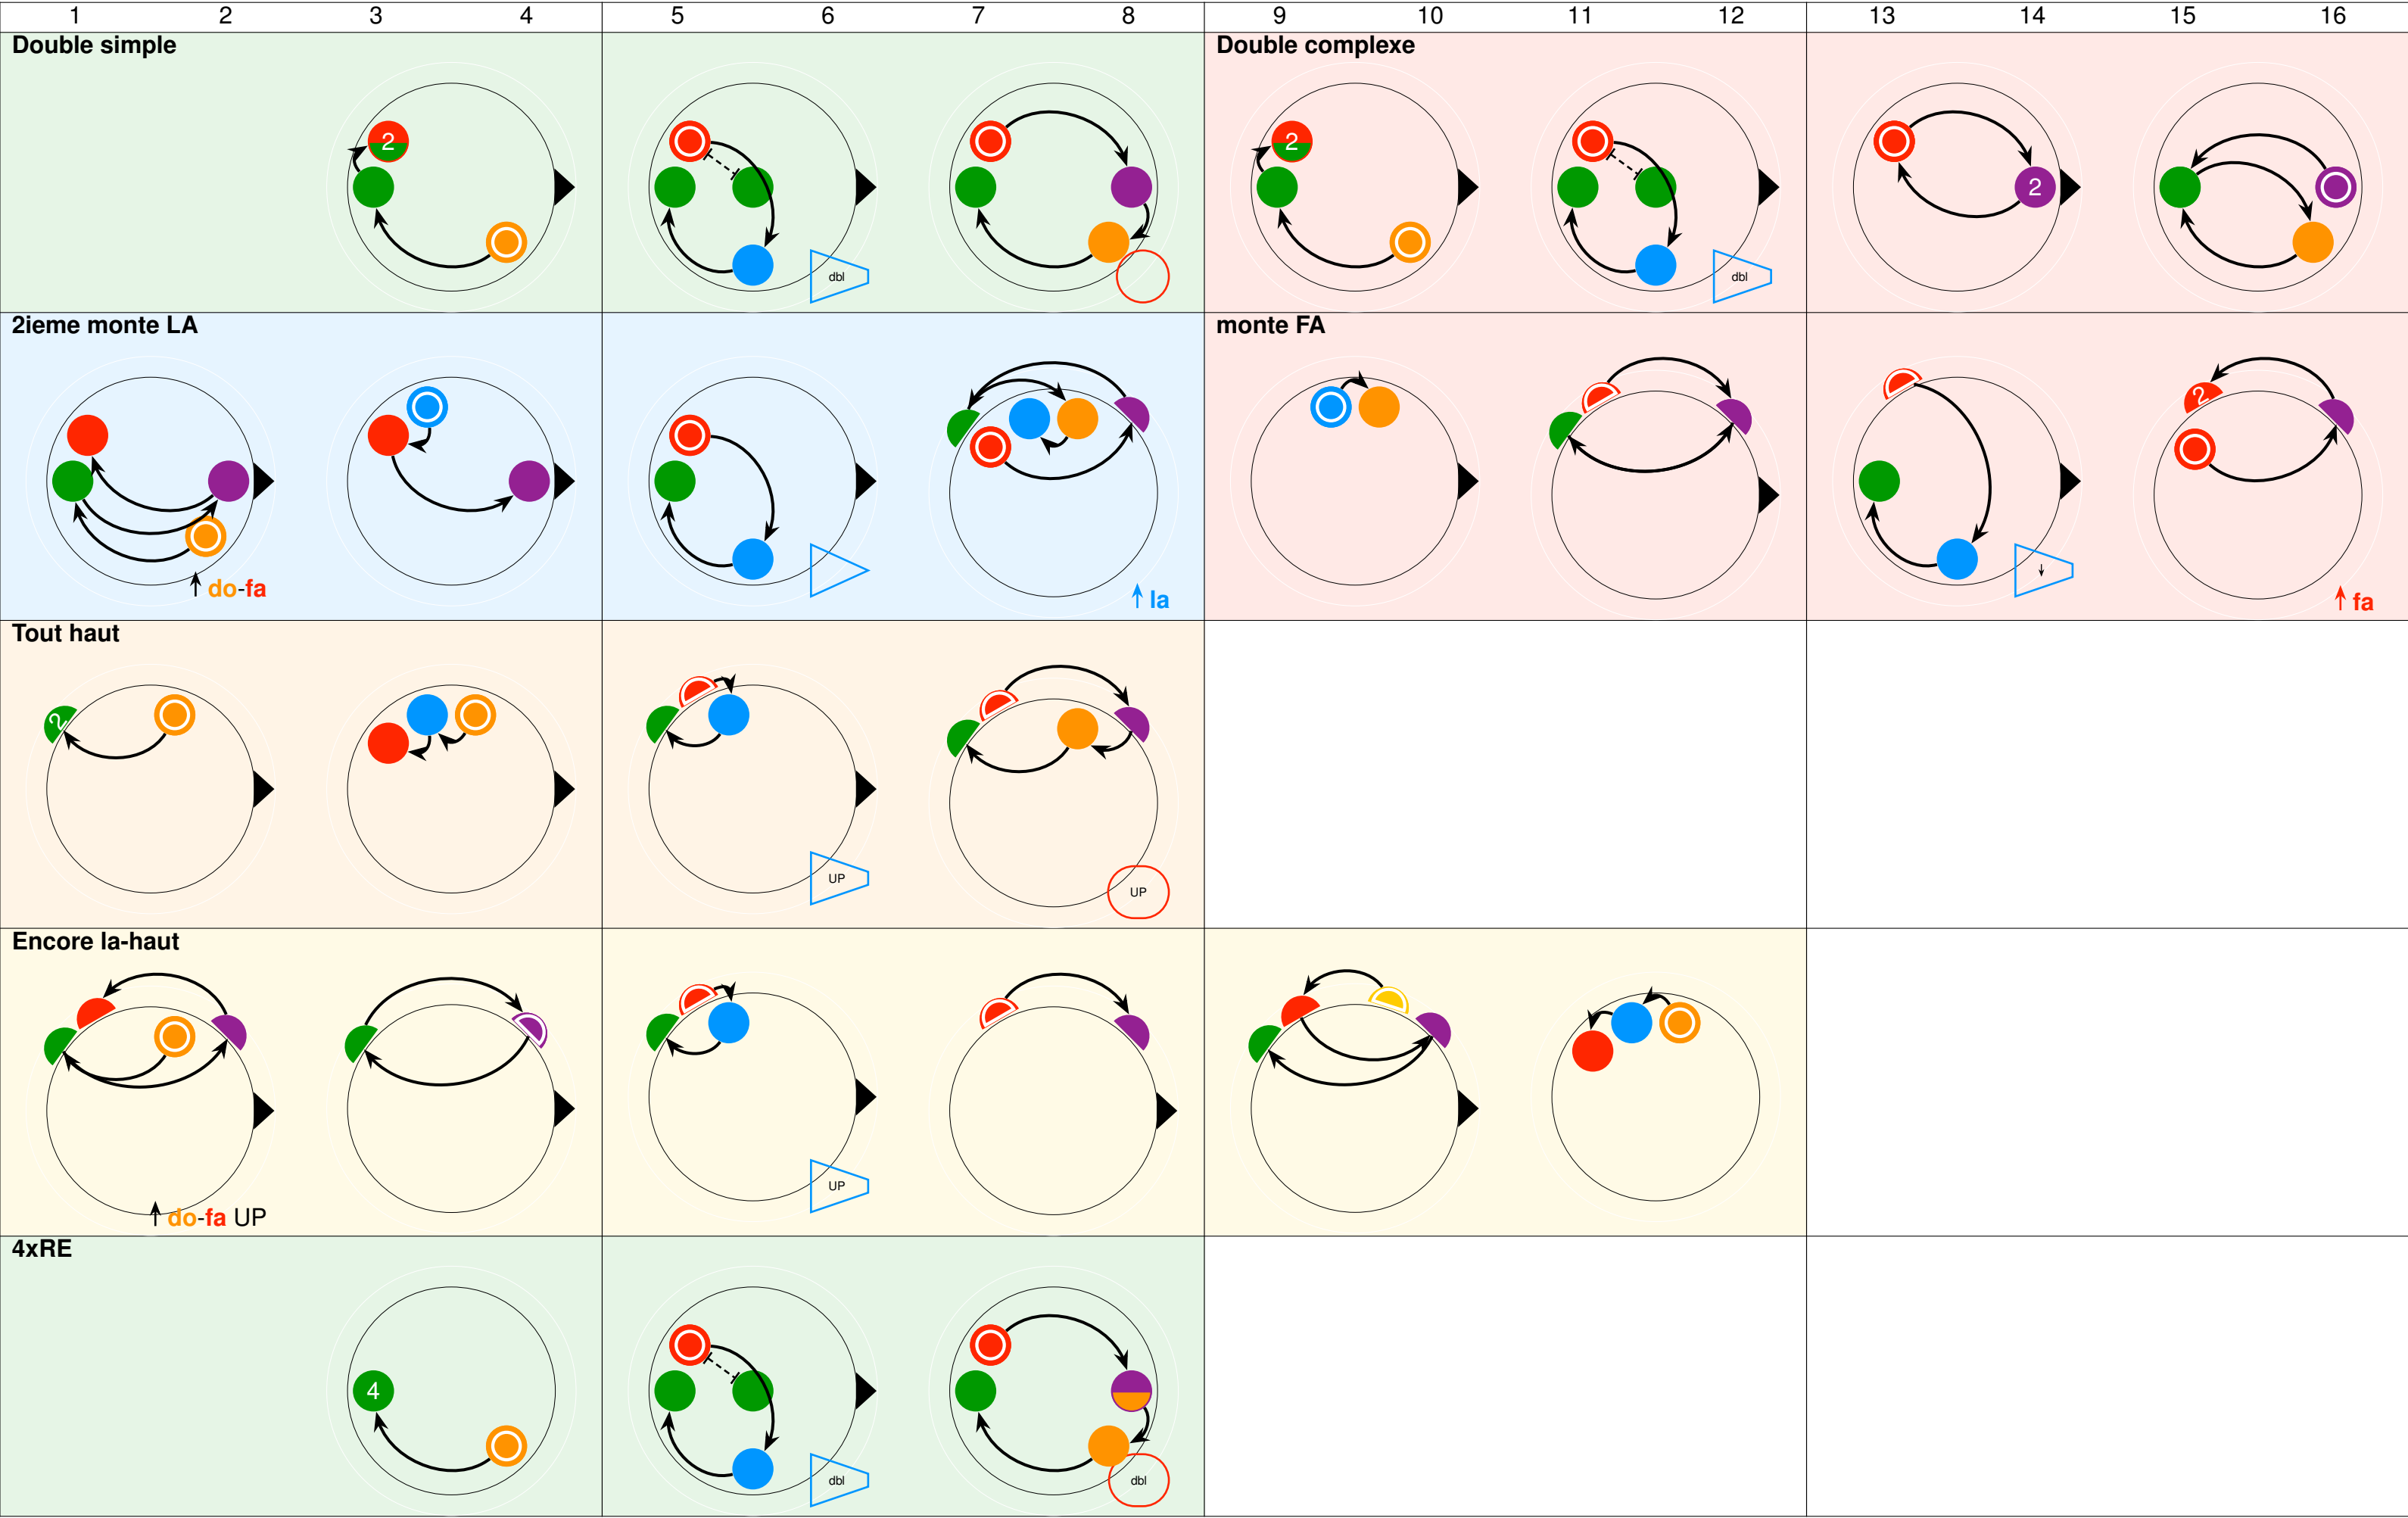 1 2 3 4 5 6 7 8 9 10 11 12 13 14 15 16
Double simple
Double complexe
2 2
2
dbl dbl
2ieme monte LA
monte FA
2
↓
↑ do-fa
↑ la
↑ fa
Tout haut
2
UP UP
Encore la-haut
UP
↑ do-fa UP
4xRE
4
dbl dbl